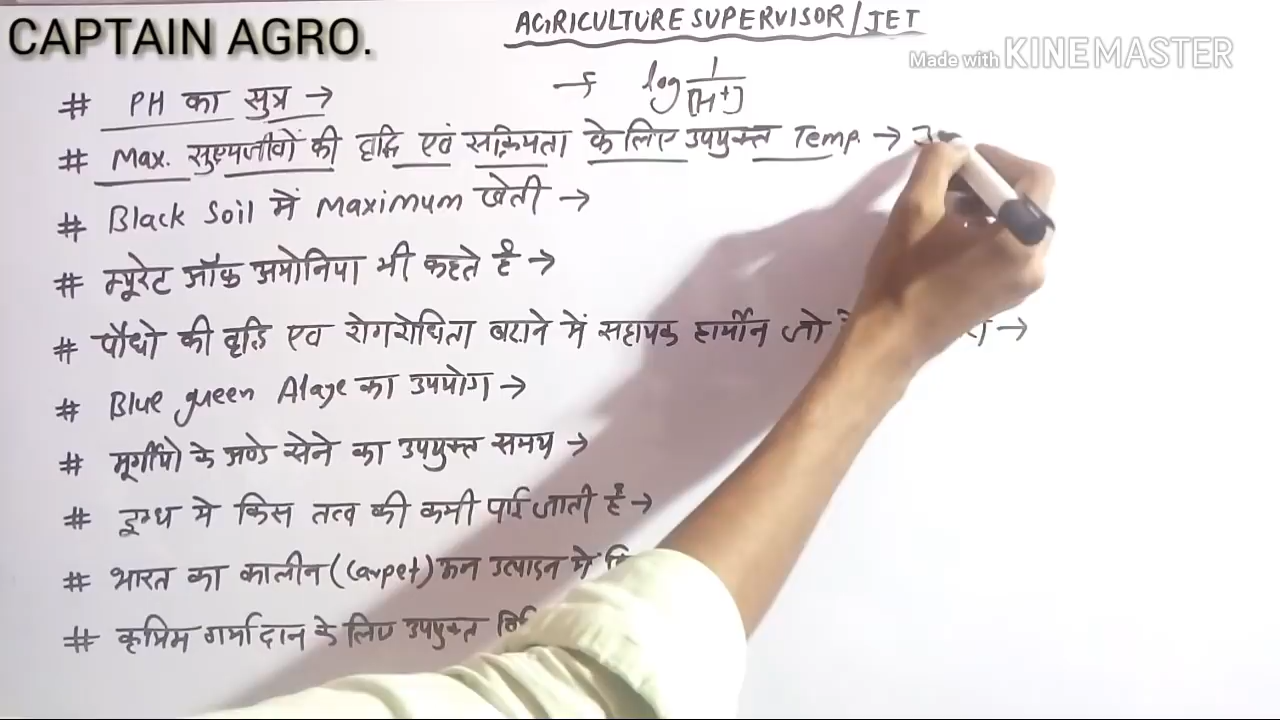 CAPTAIN AGRO.
AGRICULTURE SUPERVISOR/JET
Made with KINEMASTER
# PH का सुत्र → → log 1/[H+]
# Max. सुक्ष्मजीवों की वृद्धि एवं सक्रियता के लिए उपयुक्त Temp. →
# Black Soil में Maximum खेती →
# म्यूरेट ऑफ अमोनिया भी कहते है →
# पौधो की वृद्धि एव रोगरोधिता बढ़ाने में सहायक हार्मोन जो →
# Blue green Alage का उपयोग →
# मूर्गीयो के अण्डे सेने का उपयुक्त समय →
# दुग्ध मे किस तत्व की कमी पाई जाती है →
# भारत का कालीन (Carpet) ऊन उत्पादन में
# कृत्रिम गर्भादान के लिए उपयुक्त